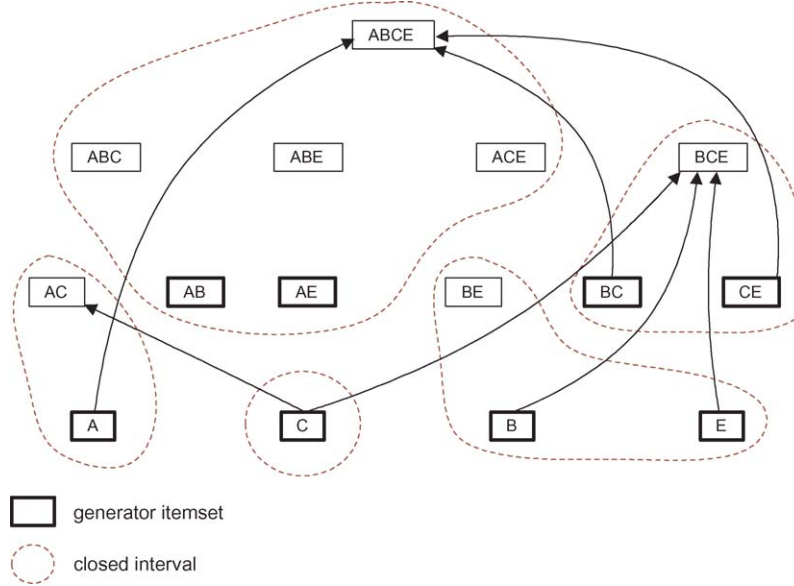 ABCE
ABC
ABE
ACE
BCE
AC
AB
AE
BE
BC
CE
A
C
B
E
generator itemset
closed interval